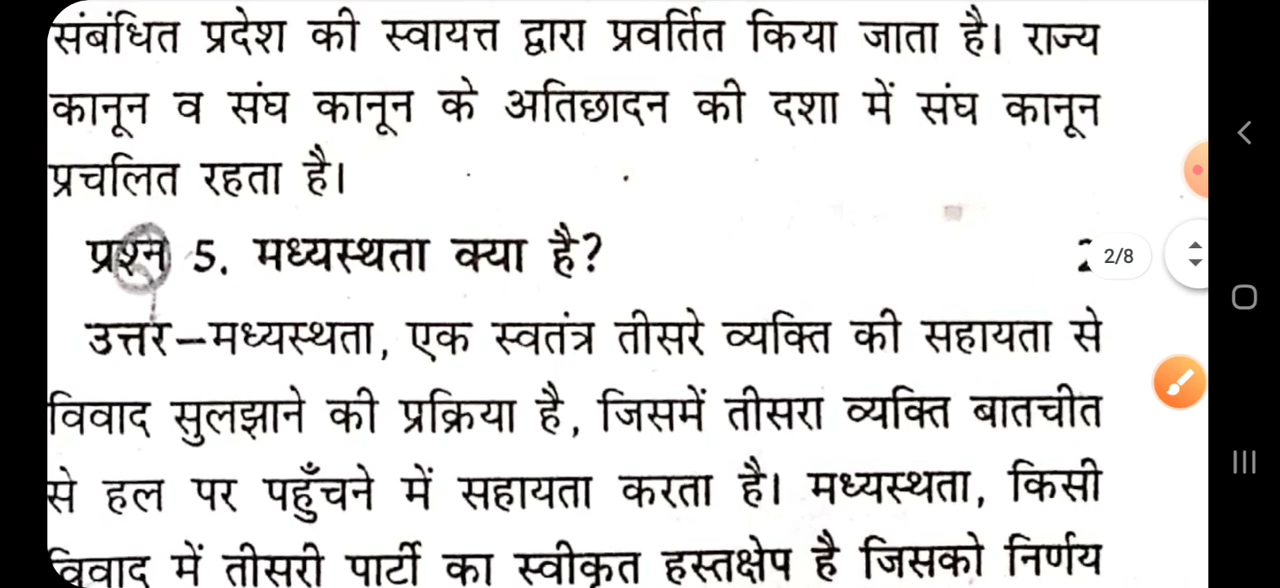 संबंधित प्रदेश की स्वायत्त द्वारा प्रवर्तित किया जाता है। राज्य
कानून व संघ कानून के अतिछादन की दशा में संघ कानून
प्रचलित रहता है।
प्रश्न 5. मध्यस्थता क्या है?
2/8
उत्तर–मध्यस्थता, एक स्वतंत्र तीसरे व्यक्ति की सहायता से
विवाद सुलझाने की प्रक्रिया है, जिसमें तीसरा व्यक्ति बातचीत
से हल पर पहुँचने में सहायता करता है। मध्यस्थता, किसी
विवाद में तीसरी पार्टी का स्वीकृत हस्तक्षेप है जिसको निर्णय